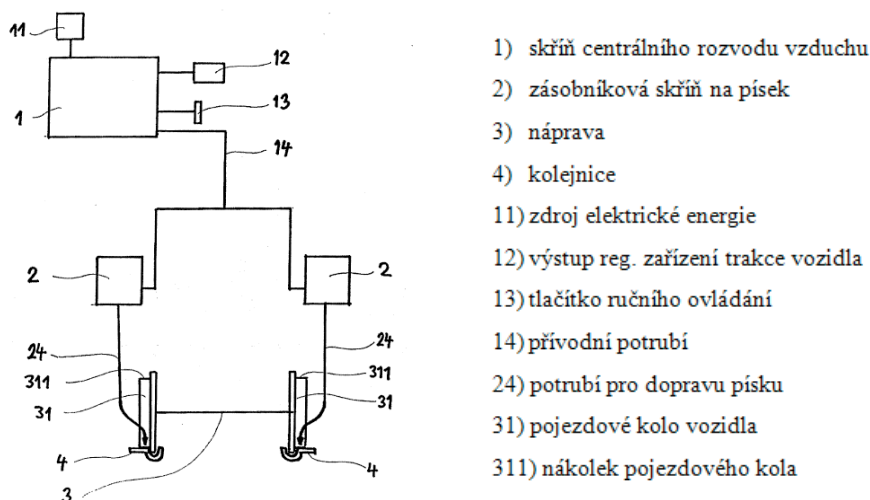 11
12
13
1
14
2
2
24
24
311
311
31
31
4
4
3
1) skříň centrálního rozvodu vzduchu
2) zásobníková skříň na písek
3) náprava
4) kolejnice
11) zdroj elektrické energie
12) výstup reg. zařízení trakce vozidla
13) tlačítko ručního ovládání
14) přívodní potrubí
24) potrubí pro dopravu písku
31) pojezdové kolo vozidla
311) nákolek pojezdového kola